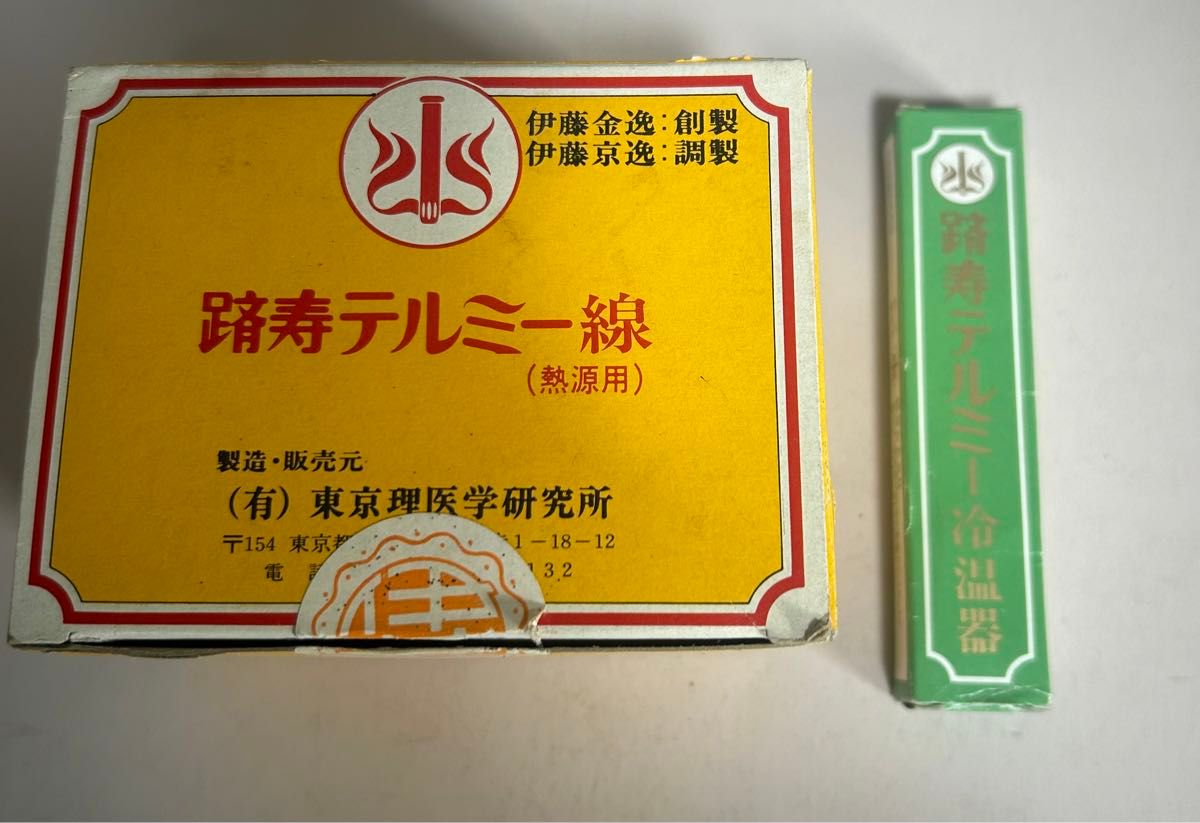 伊藤金逸:創製
伊藤京逸:調製
躋寿テルミー線
(熱源用)
製造・販売元
(有)東京理医学研究所
〒154 東京都 1-18-12
電 132
躋寿テルミー冷温器